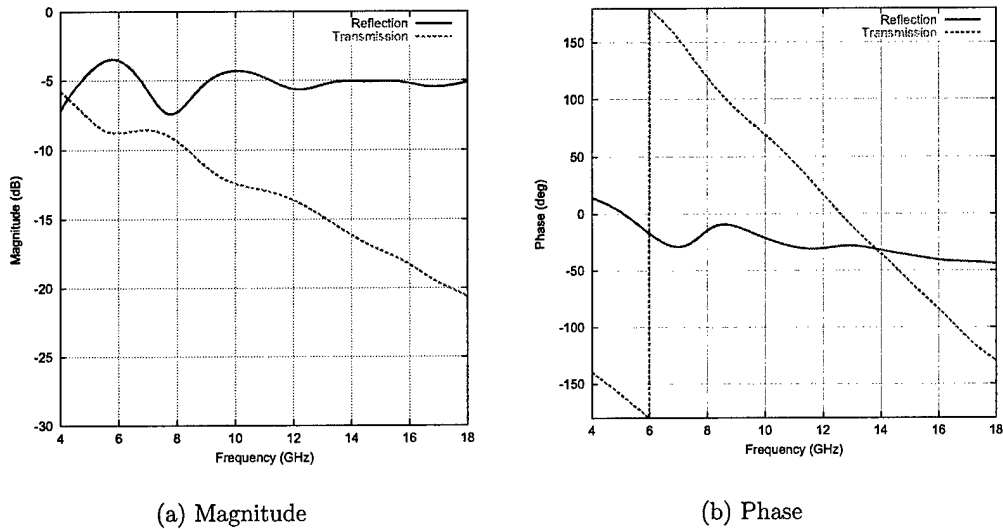 Reflection
Transmission
0
-5
-10
-15
-20
-25
-30
Magnitude (dB)
4 6 8 10 12 14 16 18
Frequency (GHz)
(a) Magnitude
Reflection
Transmission
150
100
50
0
-50
-100
-150
Phase (deg)
4 6 8 10 12 14 16 18
Frequency (GHz)
(b) Phase